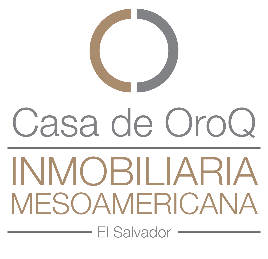 Casa de OroQ
INMOBILIARIA
MESOAMERICANA
El Salvador